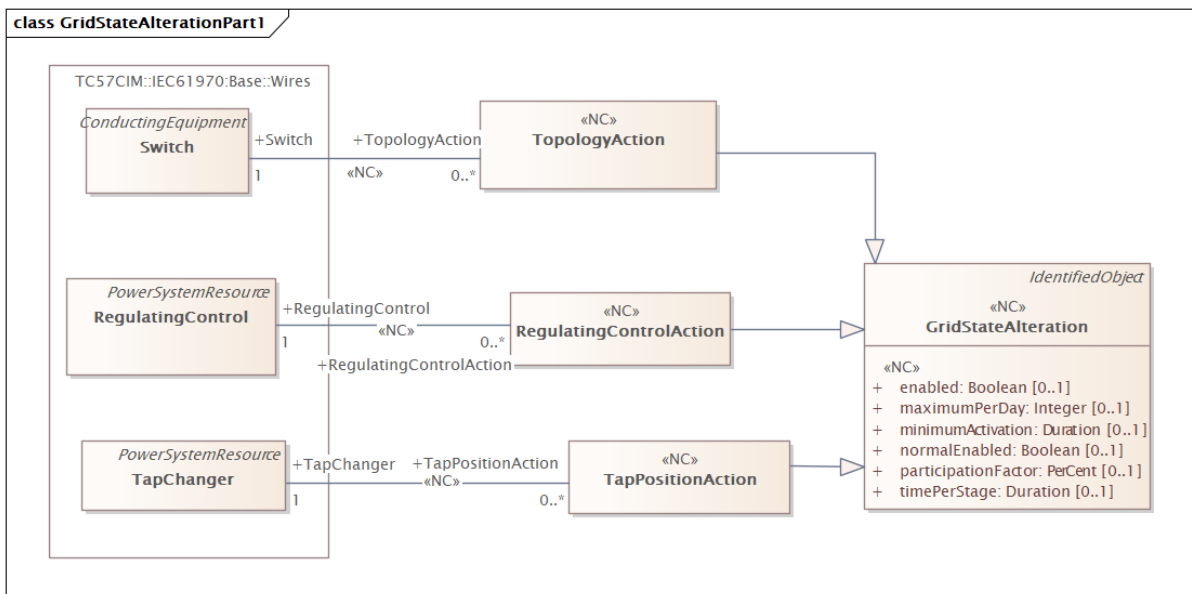 class GridStateAlterationPart1
TC57CIM::IEC61970:Base::Wires
ConductingEquipment
Switch
+Switch
1
«NC»
+TopologyAction
0..*
«NC»
TopologyAction
PowerSystemResource
RegulatingControl
+RegulatingControl
1
«NC»
0..*
+RegulatingControlAction
«NC»
RegulatingControlAction
PowerSystemResource
TapChanger
+TapChanger
1
+TapPositionAction
«NC»
0..*
«NC»
TapPositionAction
IdentifiedObject
«NC»
GridStateAlteration
«NC»
+ enabled: Boolean [0..1]
+ maximumPerDay: Integer [0..1]
+ minimumActivation: Duration [0..1]
+ normalEnabled: Boolean [0..1]
+ participationFactor: PerCent [0..1]
+ timePerStage: Duration [0..1]